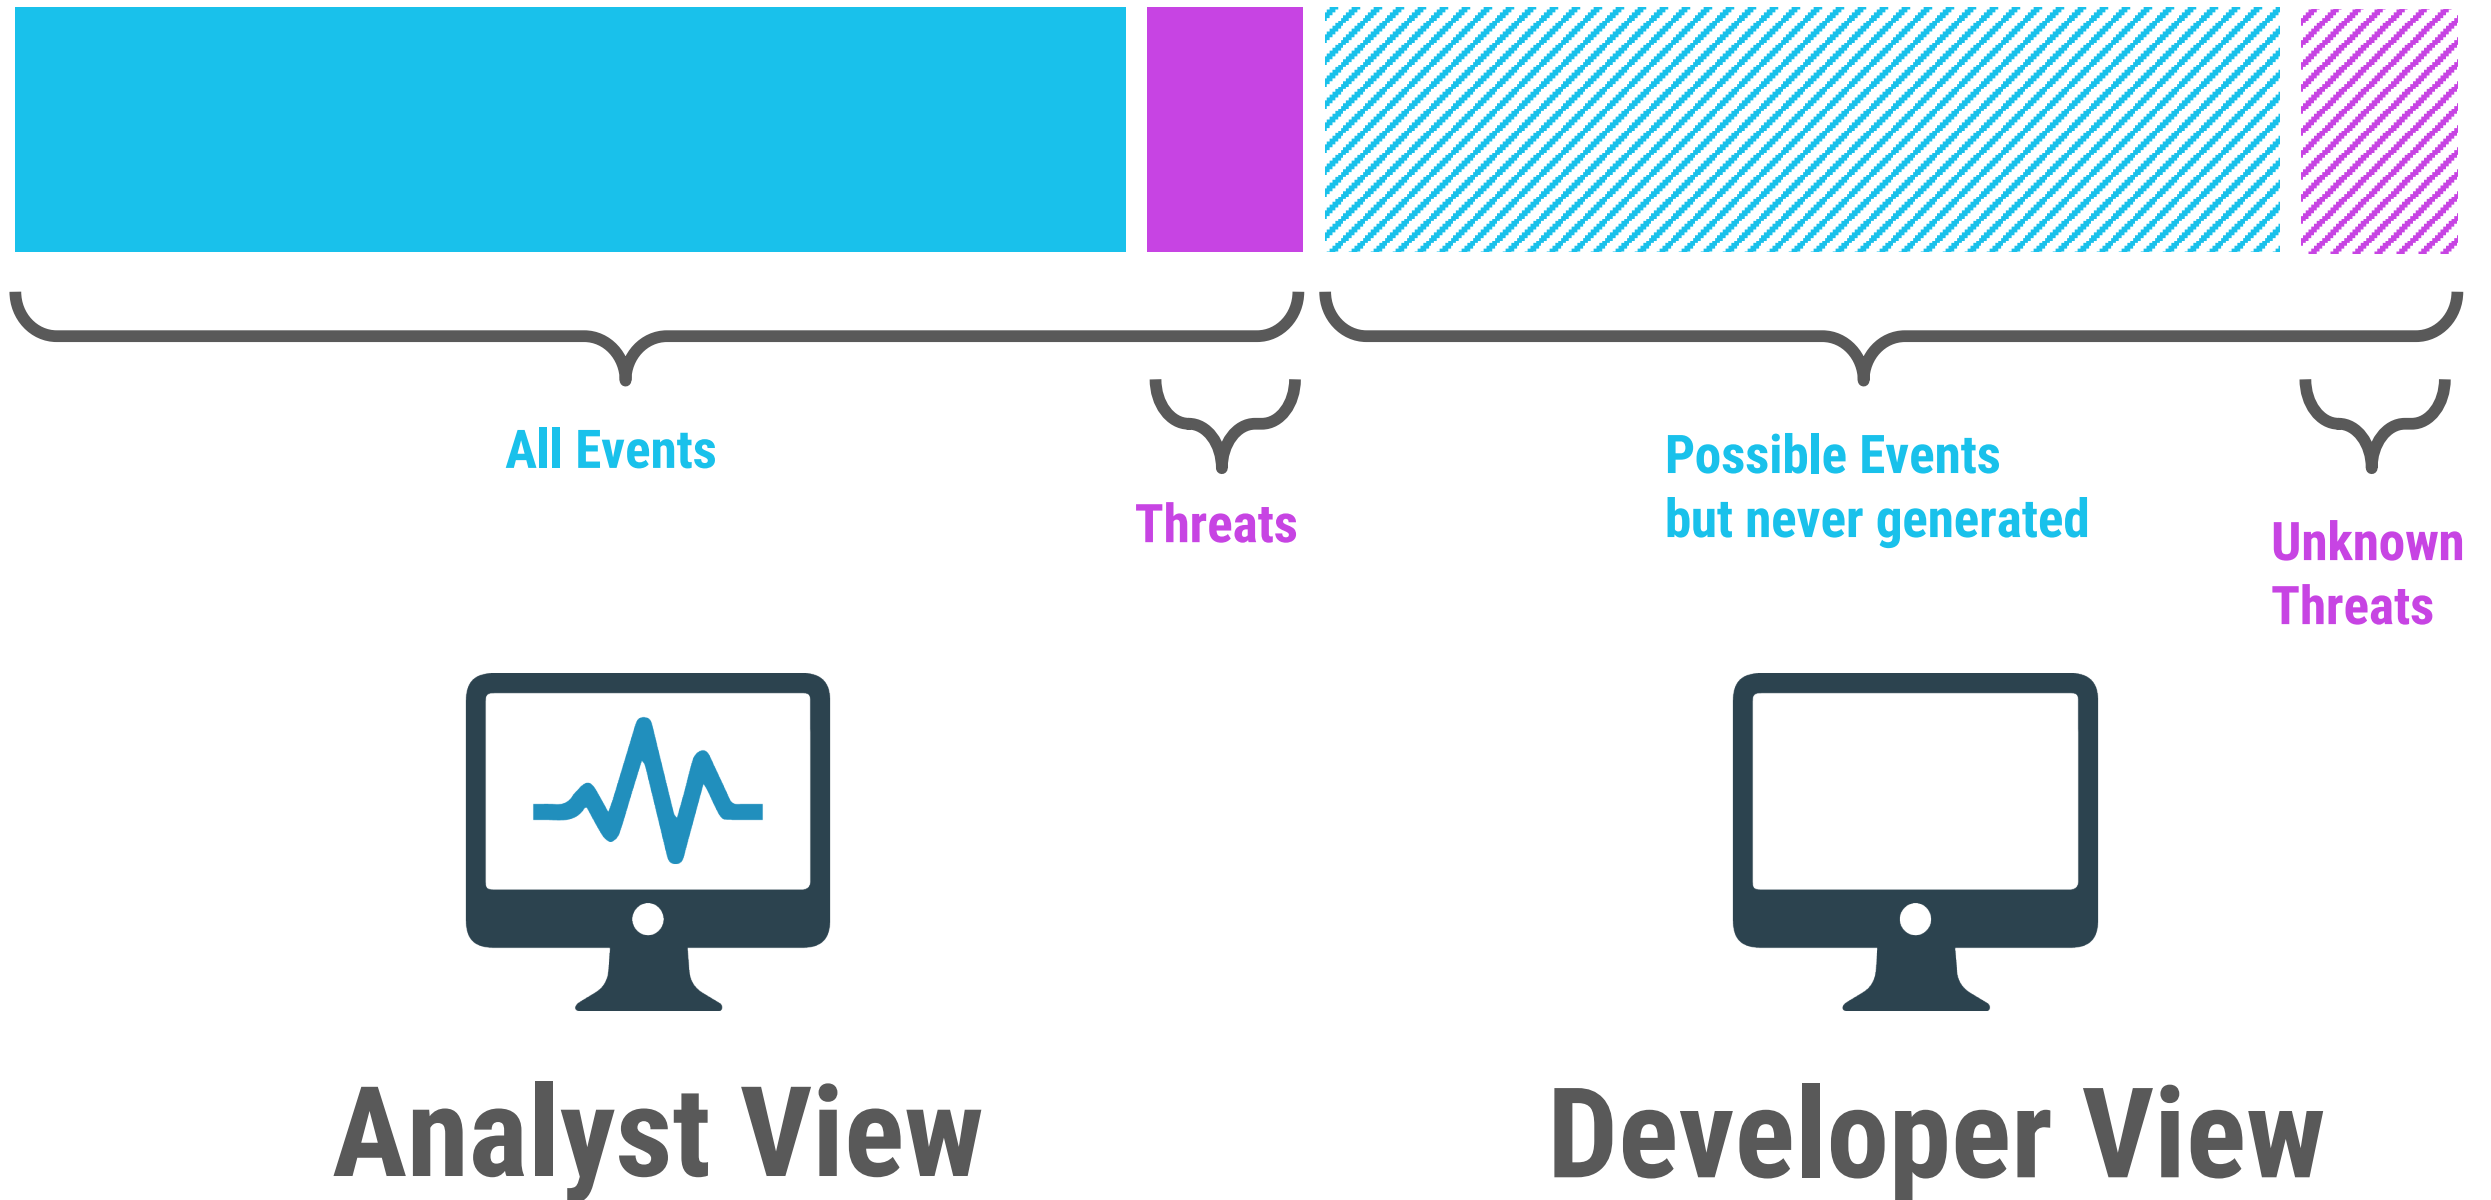 All Events
Threats
Possible Events
but never generated
Unknown
Threats
Analyst View
Developer View